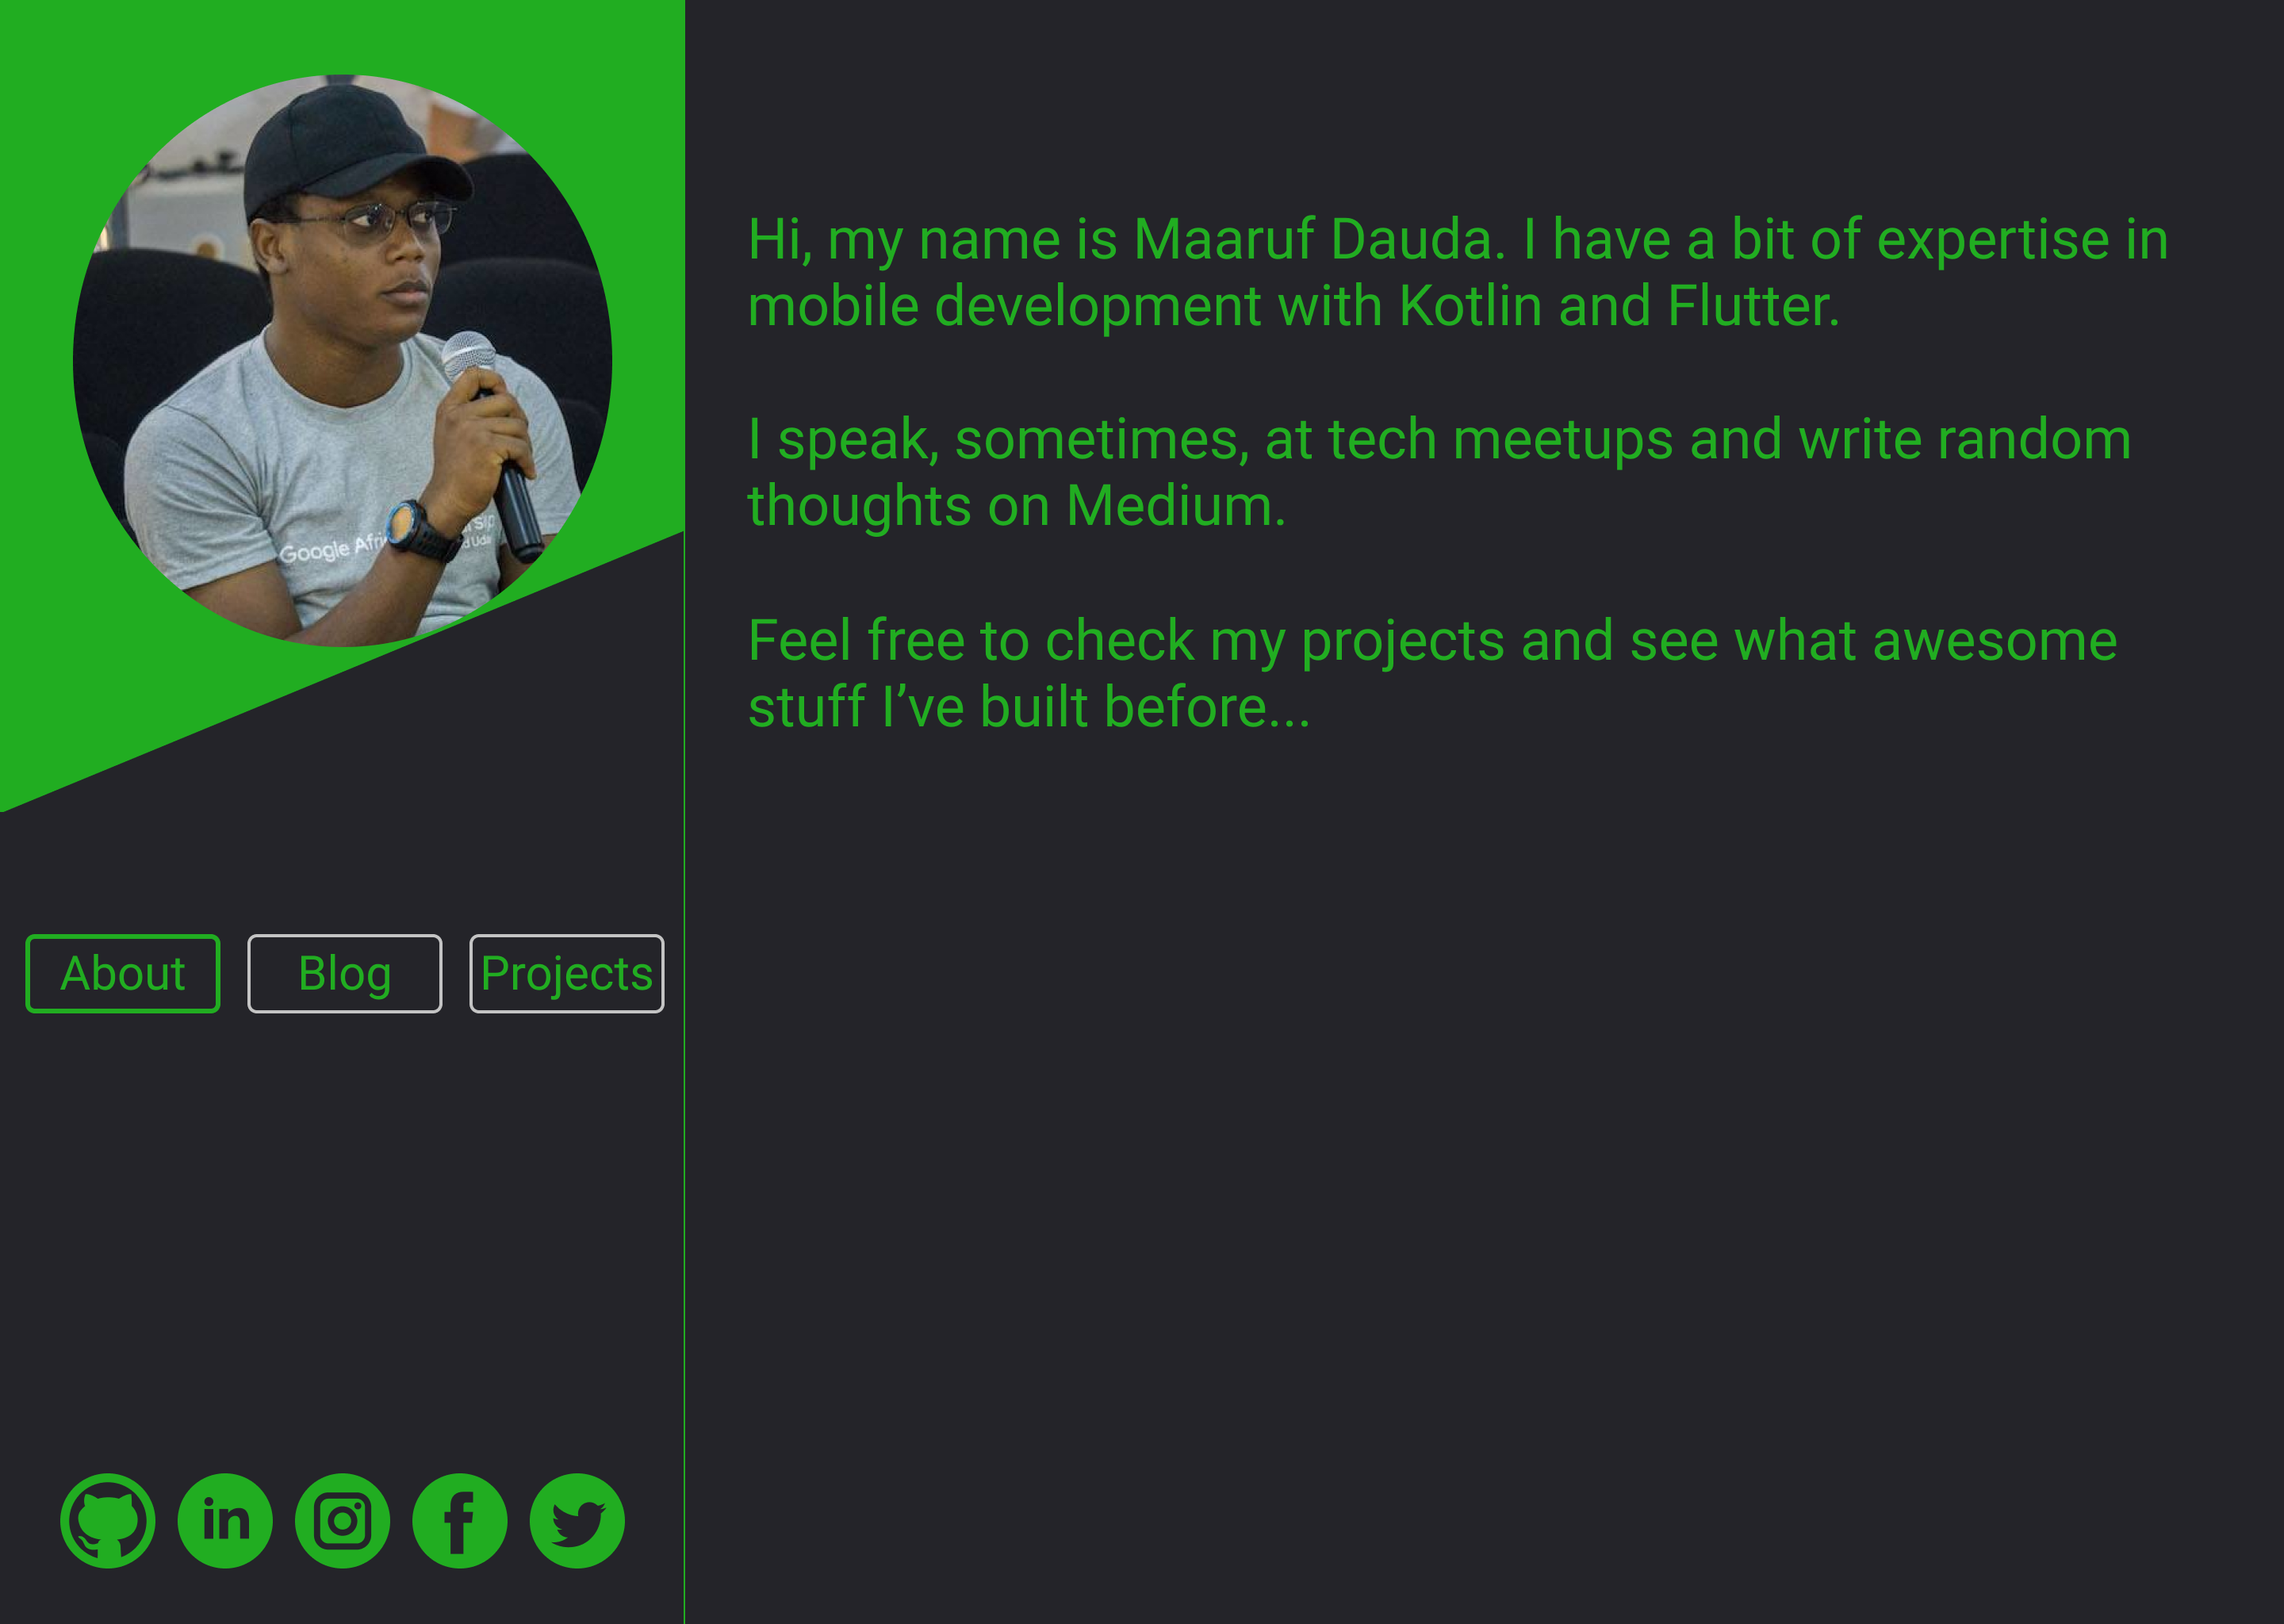 Google Afri
Hi, my name is Maaruf Dauda. I have a bit of expertise in
mobile development with Kotlin and Flutter.
I speak, sometimes, at tech meetups and write random
thoughts on Medium.
Feel free to check my projects and see what awesome
stuff I’ve built before...
About
Blog
Projects
in
f